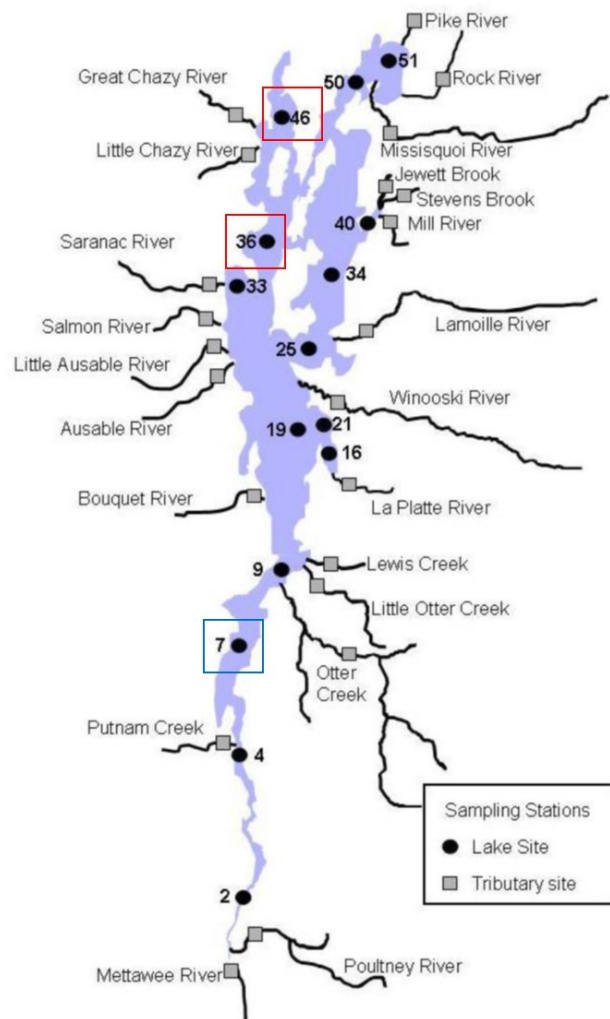 Pike River
51
Great Chazy River
50
Rock River
46
Little Chazy River
Missisquoi River
Jewett Brook
Stevens Brook
40
Mill River
36
Saranac River
34
33
Salmon River
Lamoille River
25
Little Ausable River
Winooski River
Ausable River
19
21
16
Bouquet River
La Platte River
9
Lewis Creek
Little Otter Creek
7
Otter
Creek
Putnam Creek
4
Sampling Stations
Lake Site
Tributary site
2
Mettawee River
Poultney River